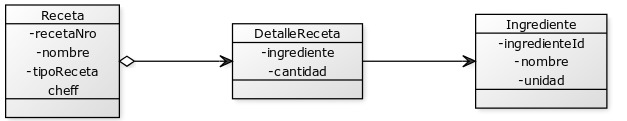 Receta
-recetaNro
-nombre
-tipoReceta
cheff
DetalleReceta
-ingrediente
-cantidad
Ingrediente
-ingredienteId
-nombre
-unidad